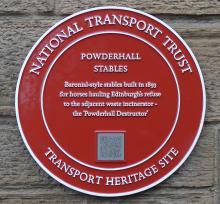 NATIONAL TRANSPORT TRUST
POWDERHALL
STABLES
Baronial-style stables built in 1893
for horses hauling Edinburgh's refuse
to the adjacent waste incinerator -
the 'Powderhall Destructor'
TRANSPORT HERITAGE SITE